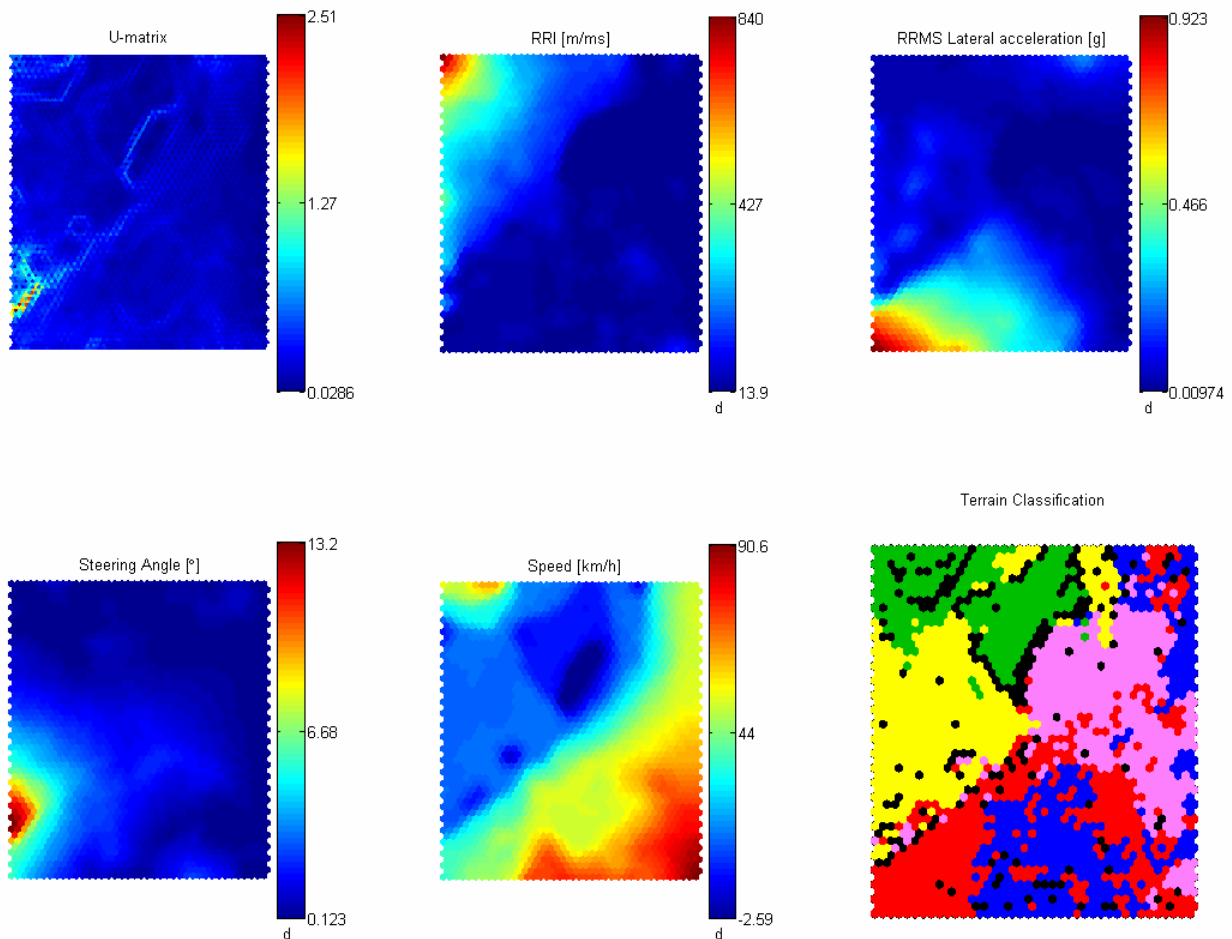 U-matrix
2.51
1.27
0.0286
RRI [m/ms]
840
427
13.9
d
RRMS Lateral acceleration [g]
0.923
0.466
0.00974
d
Steering Angle [º]
13.2
6.68
0.123
d
Speed [km/h]
90.6
44
-2.59
d
Terrain Classification